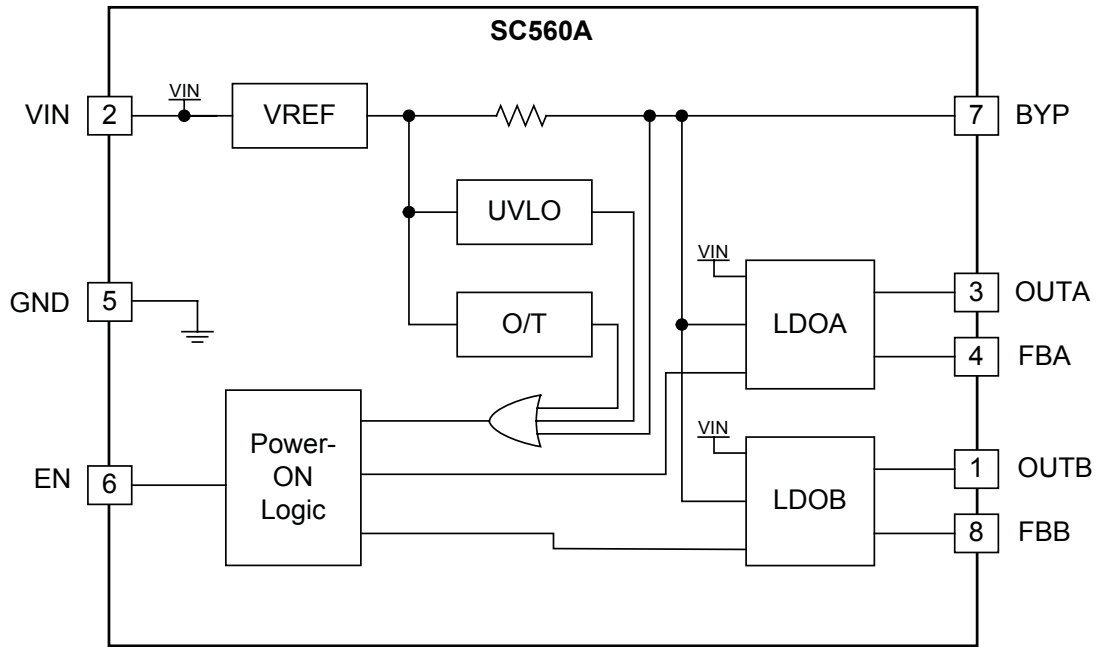 SC560A
VIN
2
VIN
VREF
7
BYP
UVLO
VIN
GND
5
O/T
LDOA
3
OUTA
4
FBA
Power-
ON
Logic
VIN
EN
6
LDOB
1
OUTB
8
FBB